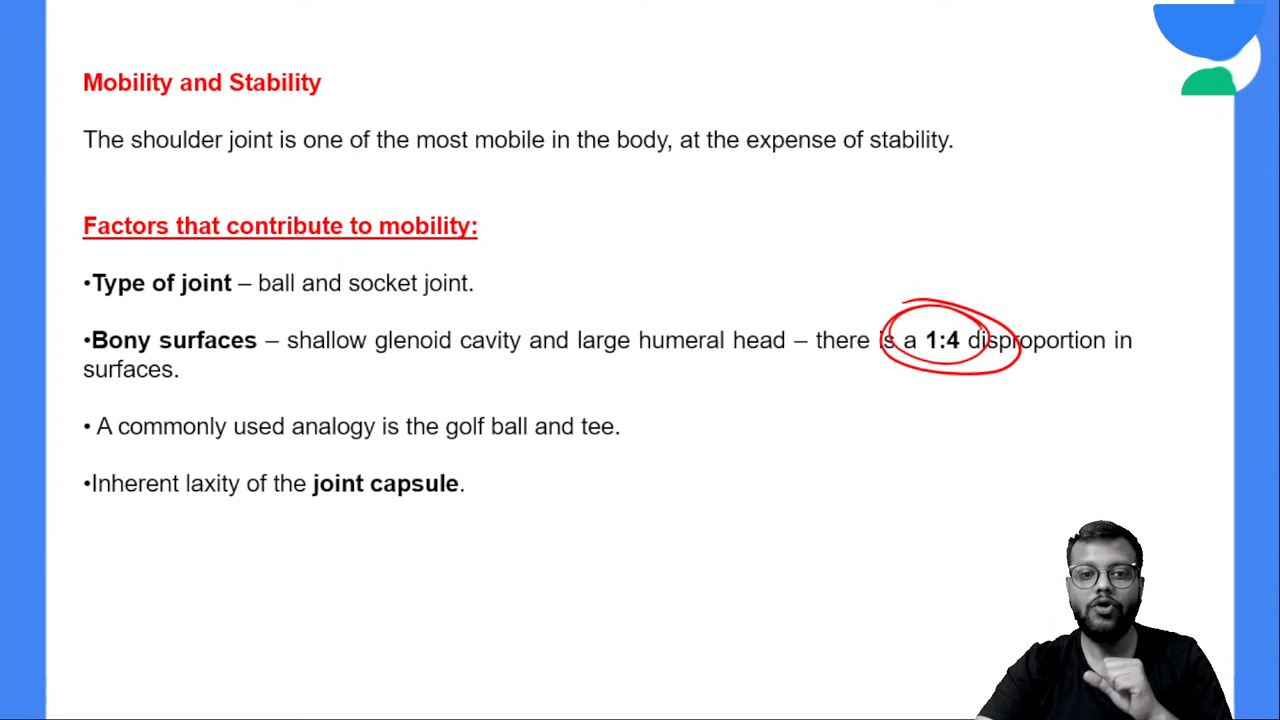 Mobility and Stability
The shoulder joint is one of the most mobile in the body, at the expense of stability.
Factors that contribute to mobility:
•Type of joint – ball and socket joint.
•Bony surfaces – shallow glenoid cavity and large humeral head – there is a 1:4 disproportion in
surfaces.
• A commonly used analogy is the golf ball and tee.
•Inherent laxity of the joint capsule.